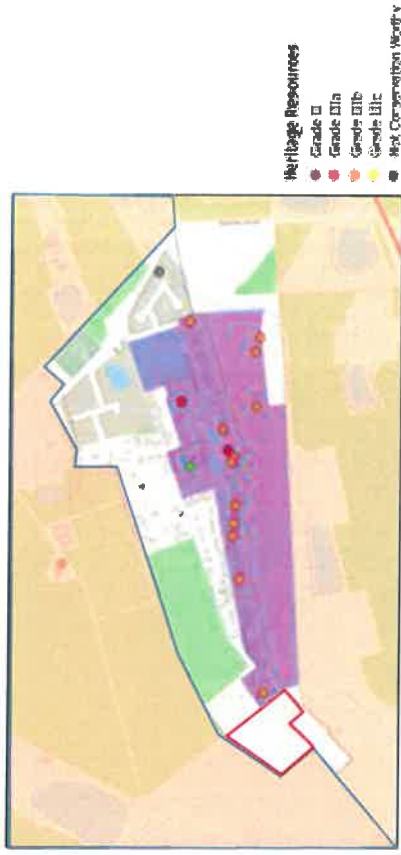 Heritage Resources
Grade II
Grade IIIa
Grade IIIb
Grade IIIc
Not Conservation Worthy